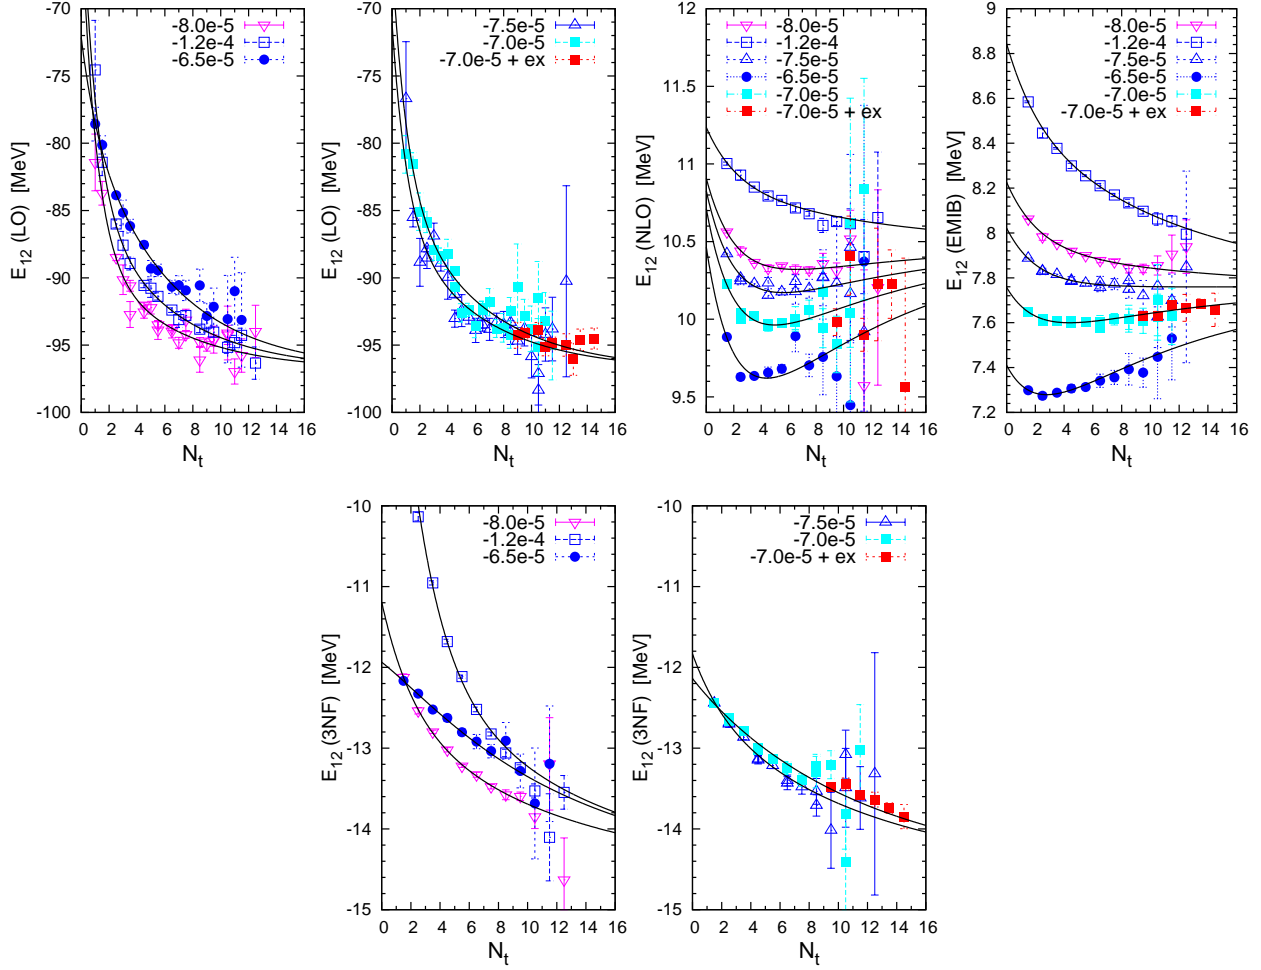 -8.0e-5
-1.2e-4
-6.5e-5
-70
-75
-80
-85
-90
-95
-100
E12 (LO) [MeV]
0 2 4 6 8 10 12 14 16
Nt
-7.5e-5
-7.0e-5
-7.0e-5 + ex
-70
-75
-80
-85
-90
-95
-100
E12 (LO) [MeV]
0 2 4 6 8 10 12 14 16
Nt
-8.0e-5
-1.2e-4
-7.5e-5
-6.5e-5
-7.0e-5
-7.0e-5 + ex
12
11.5
11
10.5
10
9.5
E12 (NLO) [MeV]
0 2 4 6 8 10 12 14 16
Nt
-8.0e-5
-1.2e-4
-7.5e-5
-6.5e-5
-7.0e-5
-7.0e-5 + ex
9
8.8
8.6
8.4
8.2
8
7.8
7.6
7.4
7.2
E12 (EMIB) [MeV]
0 2 4 6 8 10 12 14 16
Nt
-8.0e-5
-1.2e-4
-6.5e-5
-10
-11
-12
-13
-14
-15
E12 (3NF) [MeV]
0 2 4 6 8 10 12 14 16
Nt
-7.5e-5
-7.0e-5
-7.0e-5 + ex
-10
-11
-12
-13
-14
-15
E12 (3NF) [MeV]
0 2 4 6 8 10 12 14 16
Nt